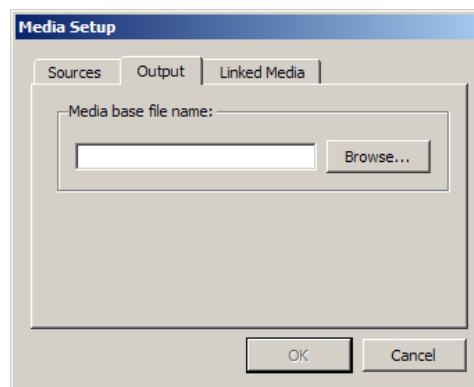 Media Setup
Sources Output Linked Media
Media base file name:
Browse...
OK Cancel